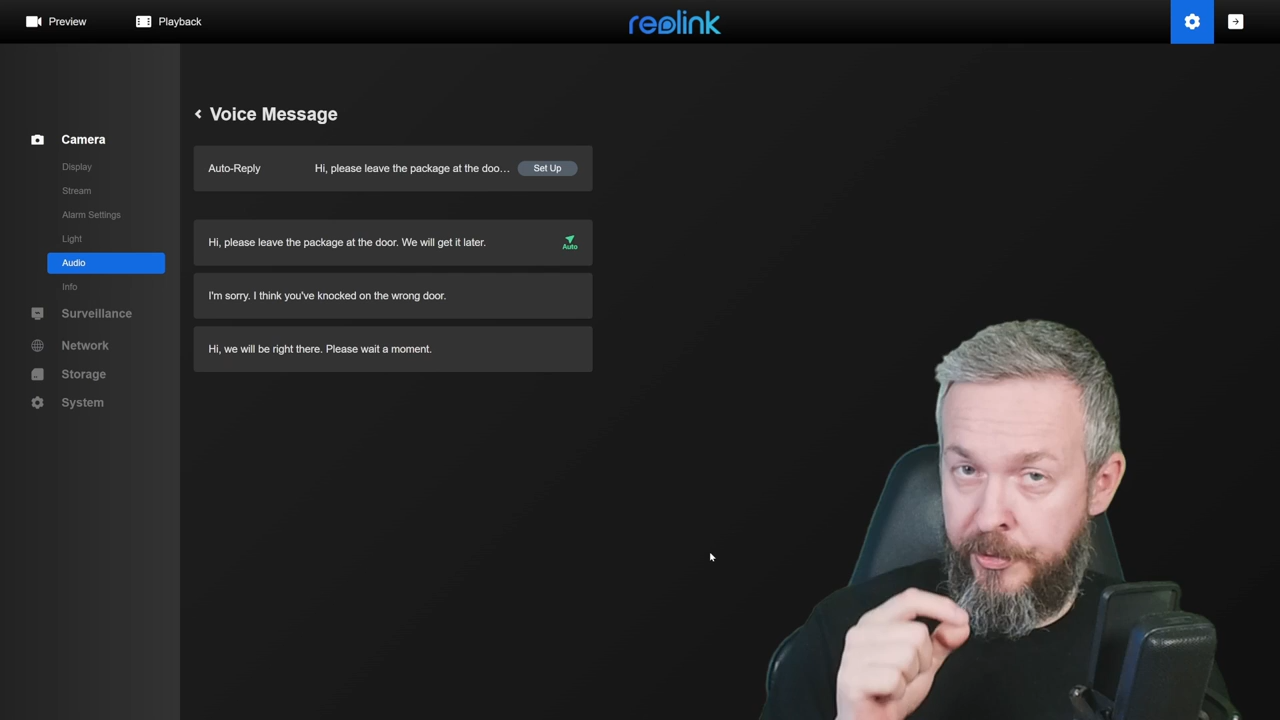 Preview
Playback
reolink
Voice Message
Camera
Display
Stream
Alarm Settings
Light
Audio
Info
Surveillance
Network
Storage
System
Auto-Reply
Hi, please leave the package at the doo...
Set Up
Hi, please leave the package at the door. We will get it later.
Auto
I'm sorry. I think you've knocked on the wrong door.
Hi, we will be right there. Please wait a moment.